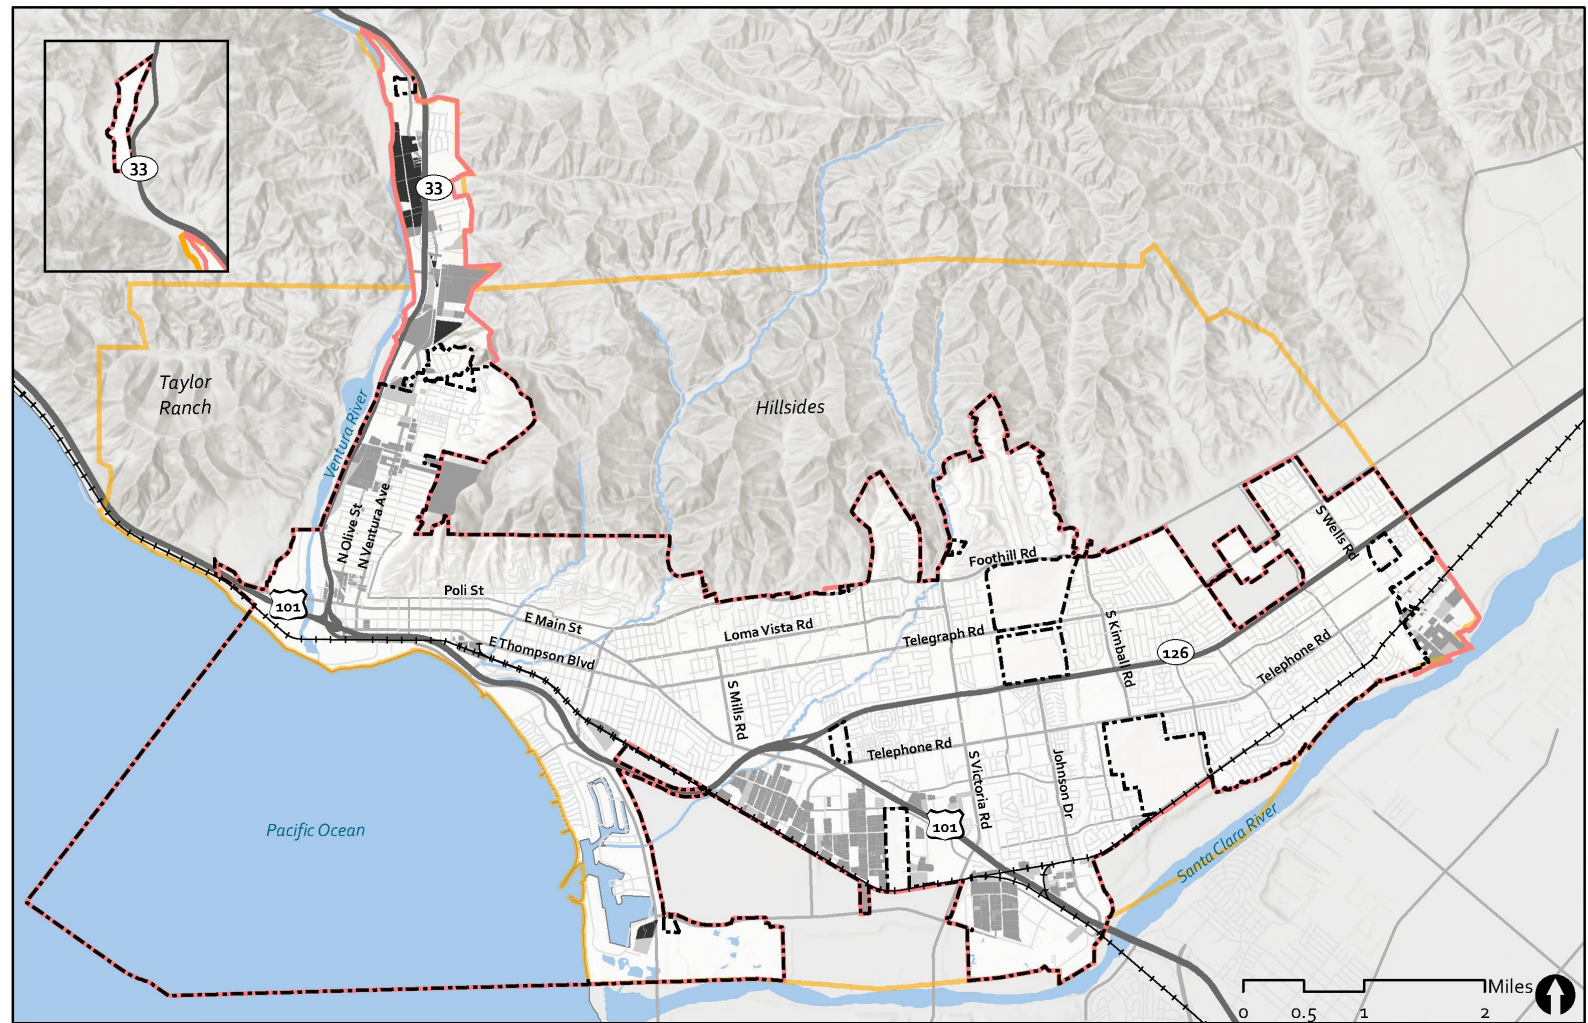 33
33
Taylor
Ranch
Ventura River
Hillsides
N Olive St
N Ventura Ave
S Wells Rd
Foothill Rd
Poli St
101
E Main St
Loma Vista Rd
Telegraph Rd
S Kimball Rd
126
E Thompson Blvd
Telephone Rd
S Mills Rd
Telephone Rd
S Victoria Rd
Johnson Dr
101
Pacific Ocean
Santa Clara River
Miles
0 0.5 1 2